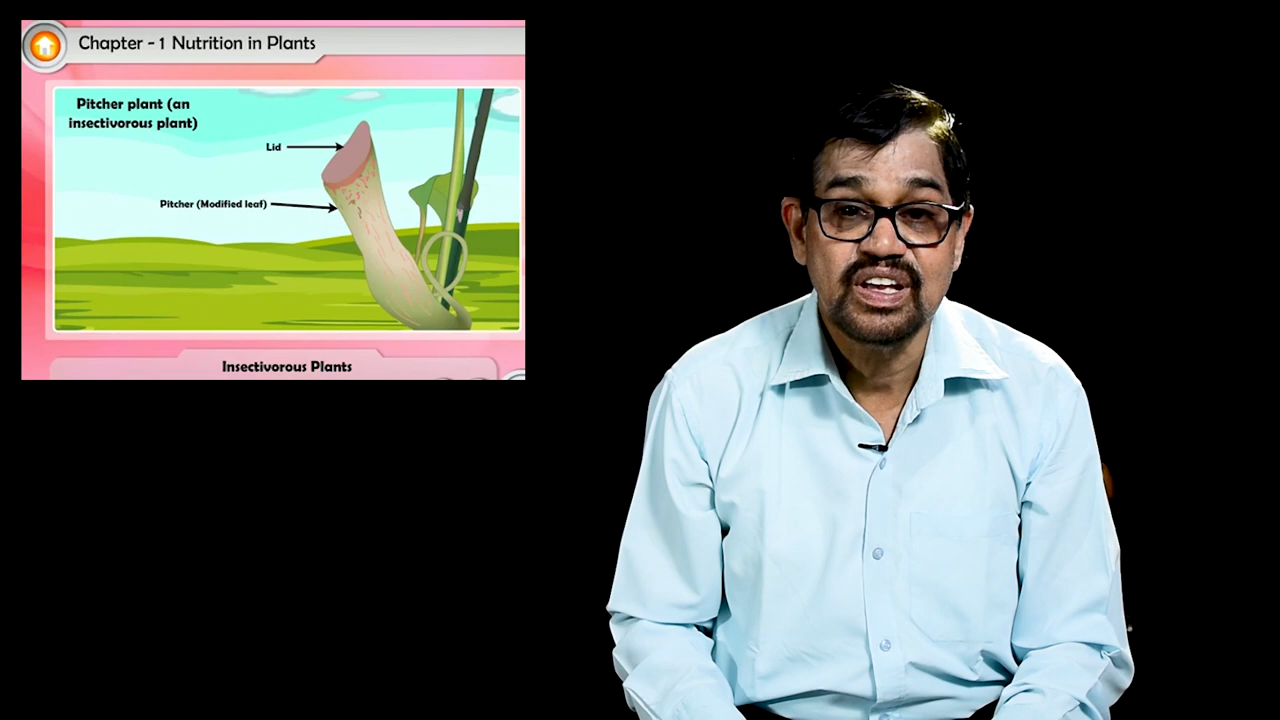 Chapter - 1 Nutrition in Plants
Pitcher plant (an
insectivorous plant)
Lid
Pitcher (Modified leaf)
Insectivorous Plants